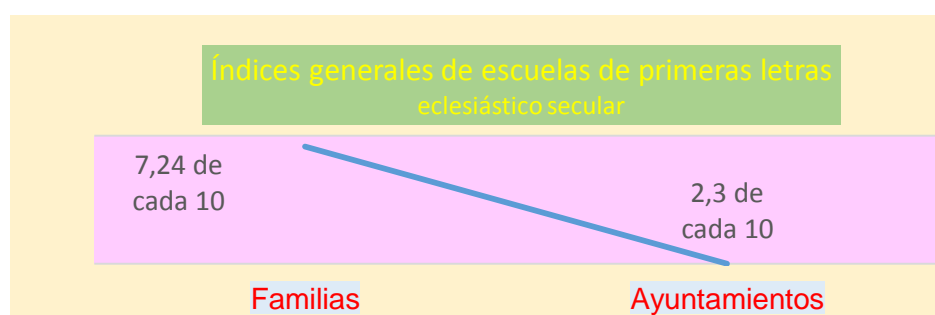 Índices generales de escuelas de primeras letras
eclesiástico secular
7,24 de
cada 10
2,3 de
cada 10
Familias
Ayuntamientos